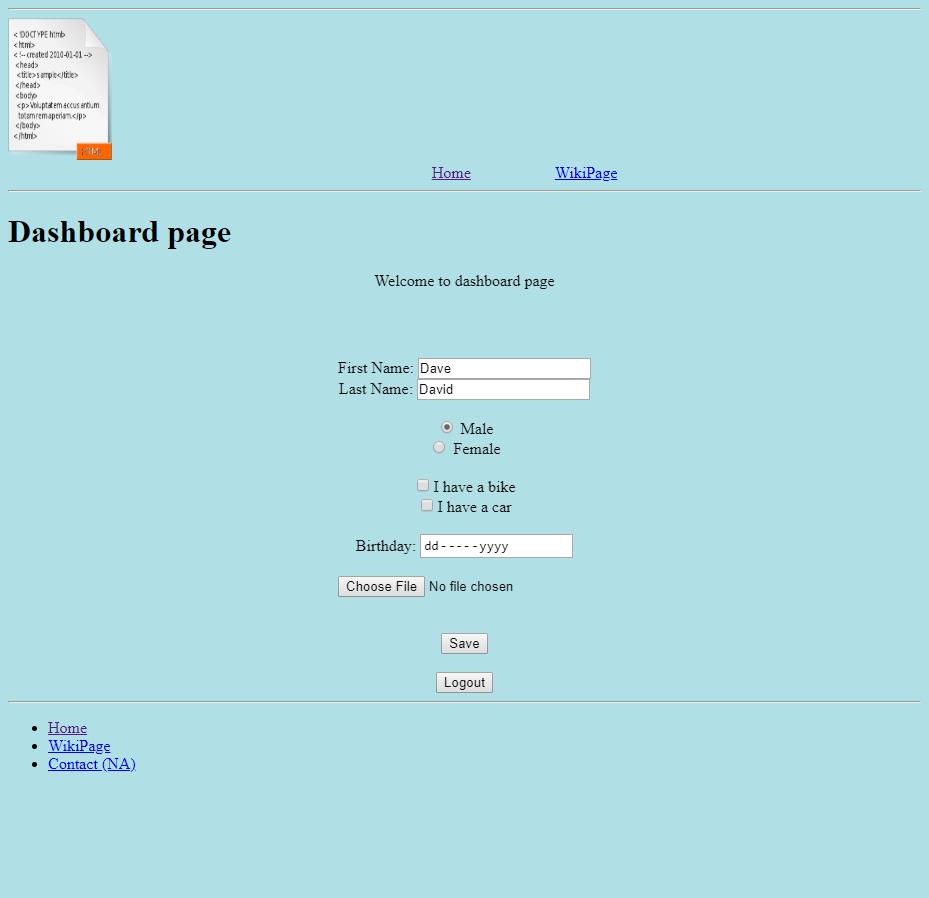 <!DOCTYPE html>
<html>
<!-- created 2010-01-01 -->
<head>
<title>sample</title>
</head>
<body>
<p>Voluptatem accusantium
totam rem aperiam.</p>
</body>
</html>
HTML
Home WikiPage
Dashboard page
Welcome to dashboard page
First Name: Dave
Last Name: David
Male
Female
I have a bike
I have a car
Birthday: dd-----yyyy
Choose File No file chosen
Save
Logout
Home
WikiPage
Contact (NA)